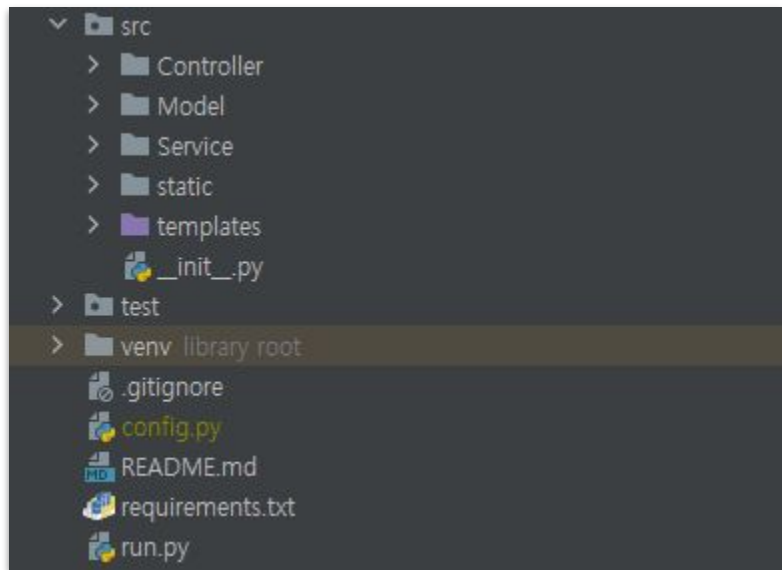 src
Controller
Model
Service
static
templates
__init__.py
test
venv library root
.gitignore
config.py
MD README.md
requirements.txt
run.py